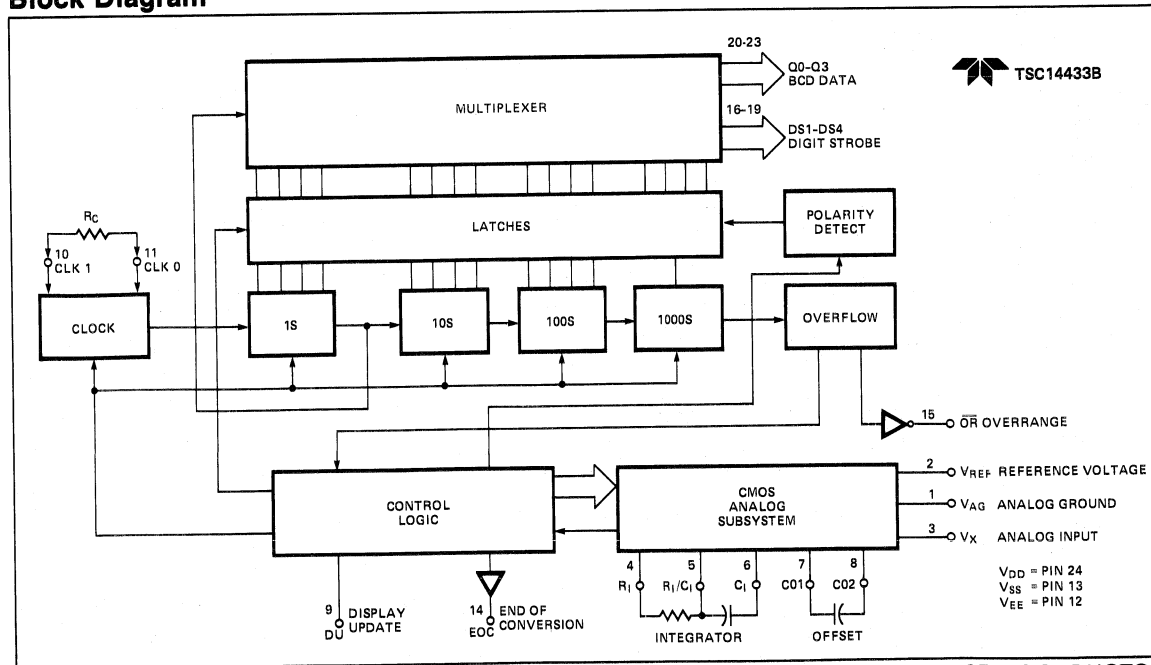 Block Diagram
20-23
Q0-Q3
BCD DATA
TSC14433B
MULTIPLEXER
16-19
DS1-DS4
DIGIT STROBE
RC
10
CLK 1
11
CLK 0
LATCHES
POLARITY
DETECT
CLOCK
1S
10S
100S
1000S
OVERFLOW
15
OR OVERRANGE
2
VREF REFERENCE VOLTAGE
CONTROL
LOGIC
CMOS
ANALOG
SUBSYSTEM
1
VAG ANALOG GROUND
3
VX ANALOG INPUT
4
RI
5
RI/CI
6
CI
7
C01
8
C02
VDD = PIN 24
VSS = PIN 13
VEE = PIN 12
9
DU
DISPLAY
UPDATE
14
EOC
END OF
CONVERSION
INTEGRATOR
OFFSET